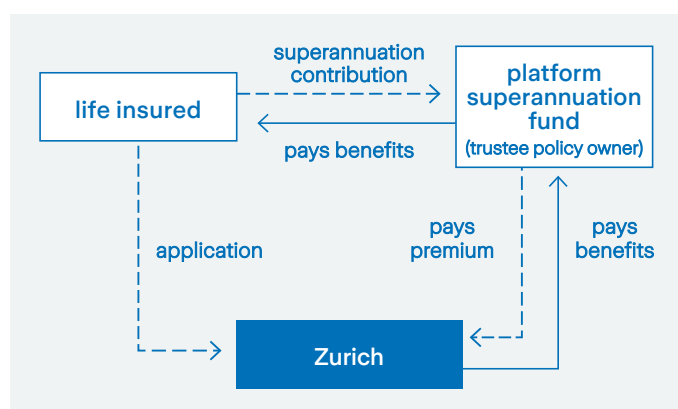 superannuation
contribution
life insured
platform
superannuation
fund
(trustee policy owner)
pays benefits
application
pays
premium
pays
benefits
Zurich